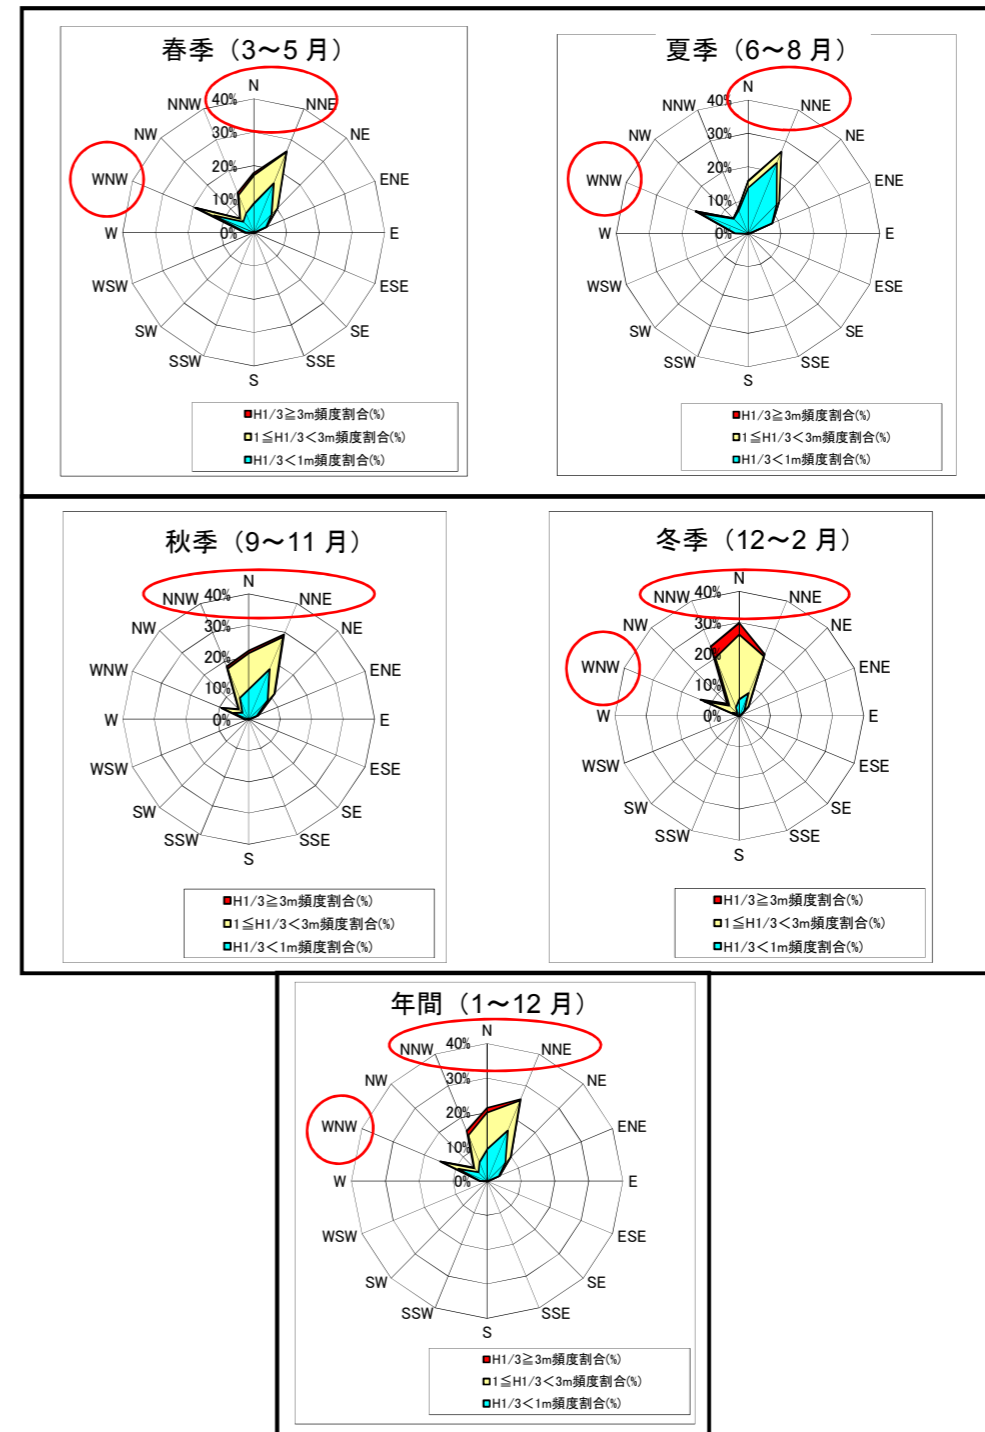 春季（3～5 月）
N
NNE
NE
ENE
E
ESE
SE
SSE
S
SSW
SW
WSW
W
WNW
NW
NNW
40%
30%
20%
10%
0%
H1/3≧3m頻度割合(%)
1≦H1/3＜3m頻度割合(%)
H1/3＜1m頻度割合(%)
夏季（6～8 月）
N
NNE
NE
ENE
E
ESE
SE
SSE
S
SSW
SW
WSW
W
WNW
NW
NNW
40%
30%
20%
10%
0%
H1/3≧3m頻度割合(%)
1≦H1/3＜3m頻度割合(%)
H1/3＜1m頻度割合(%)
秋季（9～11 月）
N
NNE
NE
ENE
E
ESE
SE
SSE
S
SSW
SW
WSW
W
WNW
NW
NNW
40%
30%
20%
10%
0%
H1/3≧3m頻度割合(%)
1≦H1/3＜3m頻度割合(%)
H1/3＜1m頻度割合(%)
冬季（12～2 月）
N
NNE
NE
ENE
E
ESE
SE
SSE
S
SSW
SW
WSW
W
WNW
NW
NNW
40%
30%
20%
10%
0%
H1/3≧3m頻度割合(%)
1≦H1/3＜3m頻度割合(%)
H1/3＜1m頻度割合(%)
年間（1～12 月）
N
NNE
NE
ENE
E
ESE
SE
SSE
S
SSW
SW
WSW
W
WNW
NW
NNW
40%
30%
20%
10%
0%
H1/3≧3m頻度割合(%)
1≦H1/3＜3m頻度割合(%)
H1/3＜1m頻度割合(%)